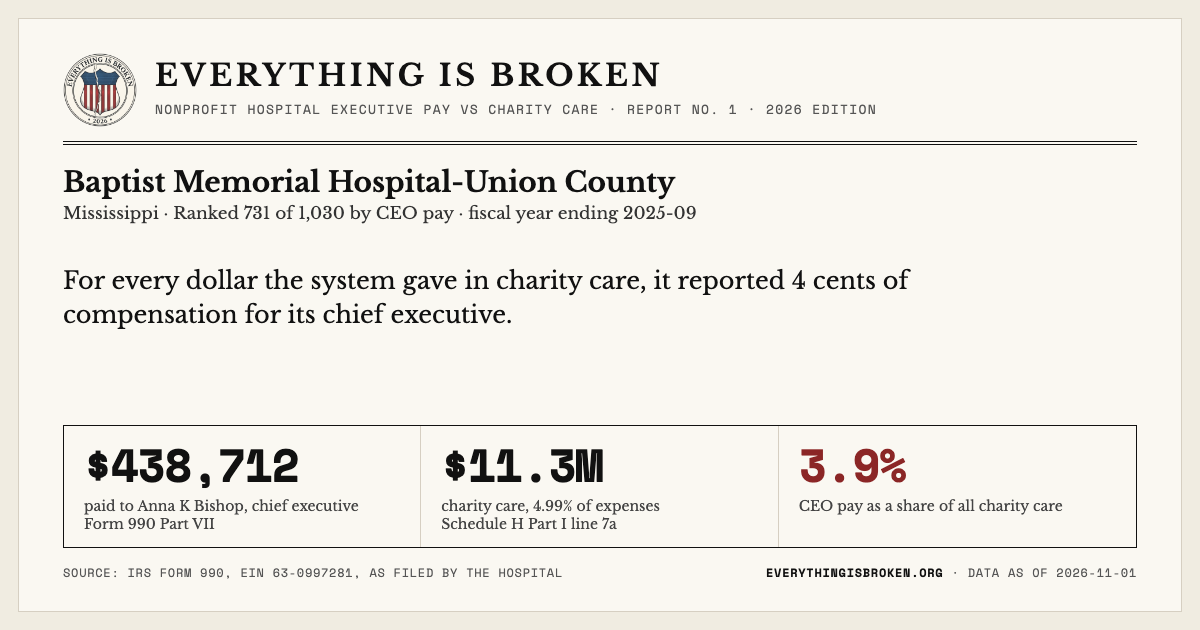 EVERYTHING IS BROKEN
· 2026 ·
EVERYTHING IS BROKEN
NONPROFIT HOSPITAL EXECUTIVE PAY VS CHARITY CARE · REPORT NO. 1 · 2026 EDITION
Baptist Memorial Hospital-Union County
Mississippi · Ranked 731 of 1,030 by CEO pay · fiscal year ending 2025-09
For every dollar the system gave in charity care, it reported 4 cents of
compensation for its chief executive.
$438,712
paid to Anna K Bishop, chief executive
Form 990 Part VII
$11.3M
charity care, 4.99% of expenses
Schedule H Part I line 7a
3.9%
CEO pay as a share of all charity care
SOURCE: IRS FORM 990, EIN 63-0997281, AS FILED BY THE HOSPITAL
EVERYTHINGISBROKEN.ORG · DATA AS OF 2026-11-01